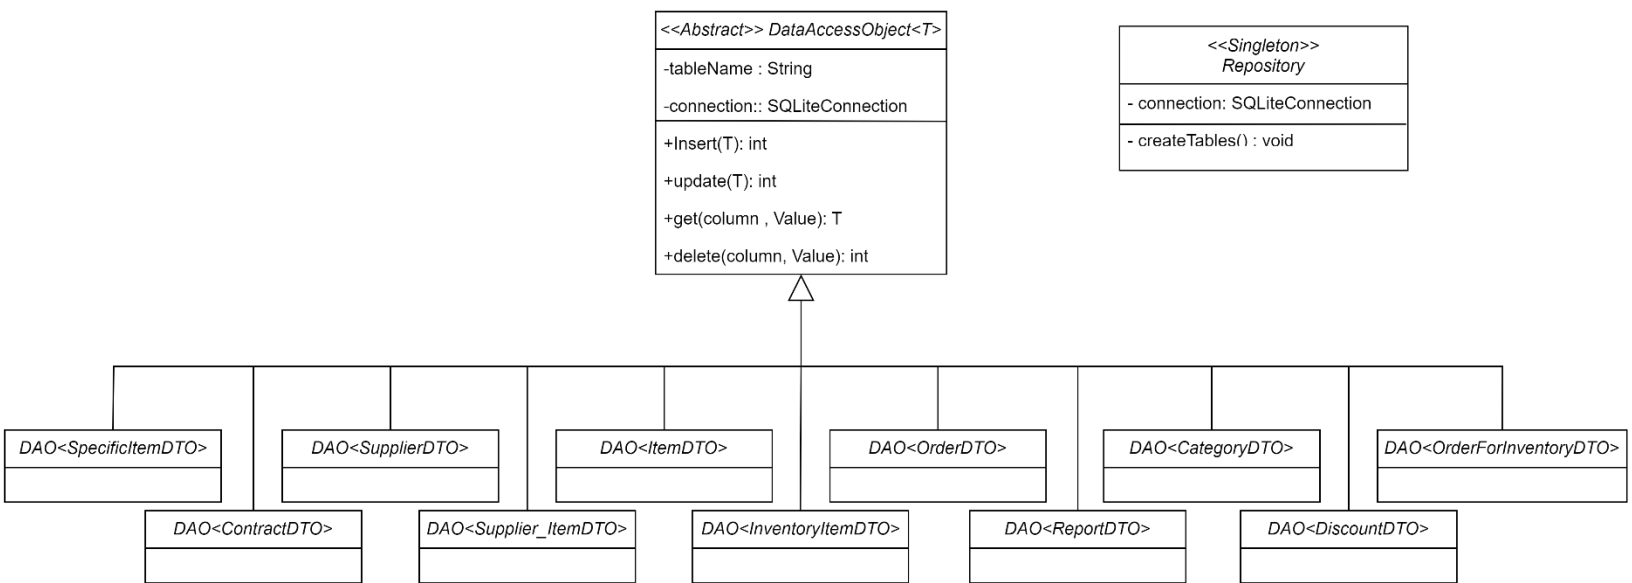 <<Abstract>> DataAccessObject<T>
-tableName : String
-connection:: SQLiteConnection
+Insert(T): int
+update(T): int
+get(column , Value): T
+delete(column, Value): int
<<Singleton>>
Repository
- connection: SQLiteConnection
- createTables() : void
DAO<SpecificItemDTO>
DAO<SupplierDTO>
DAO<ItemDTO>
DAO<OrderDTO>
DAO<CategoryDTO>
DAO<OrderForInventoryDTO>
DAO<ContractDTO>
DAO<Supplier_ItemDTO>
DAO<InventoryItemDTO>
DAO<ReportDTO>
DAO<DiscountDTO>